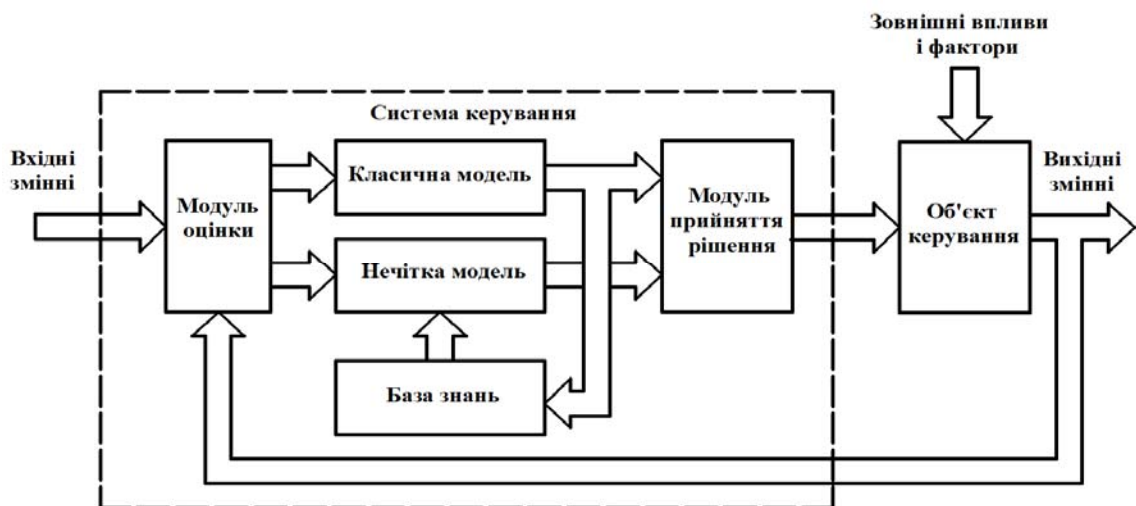 Зовнішні впливи
і фактори
Система керування
Вхідні
змінні
Модуль
оцінки
Класична модель
Нечітка модель
База знань
Модуль
прийняття
рішення
Об'єкт
керування
Вихідні
змінні